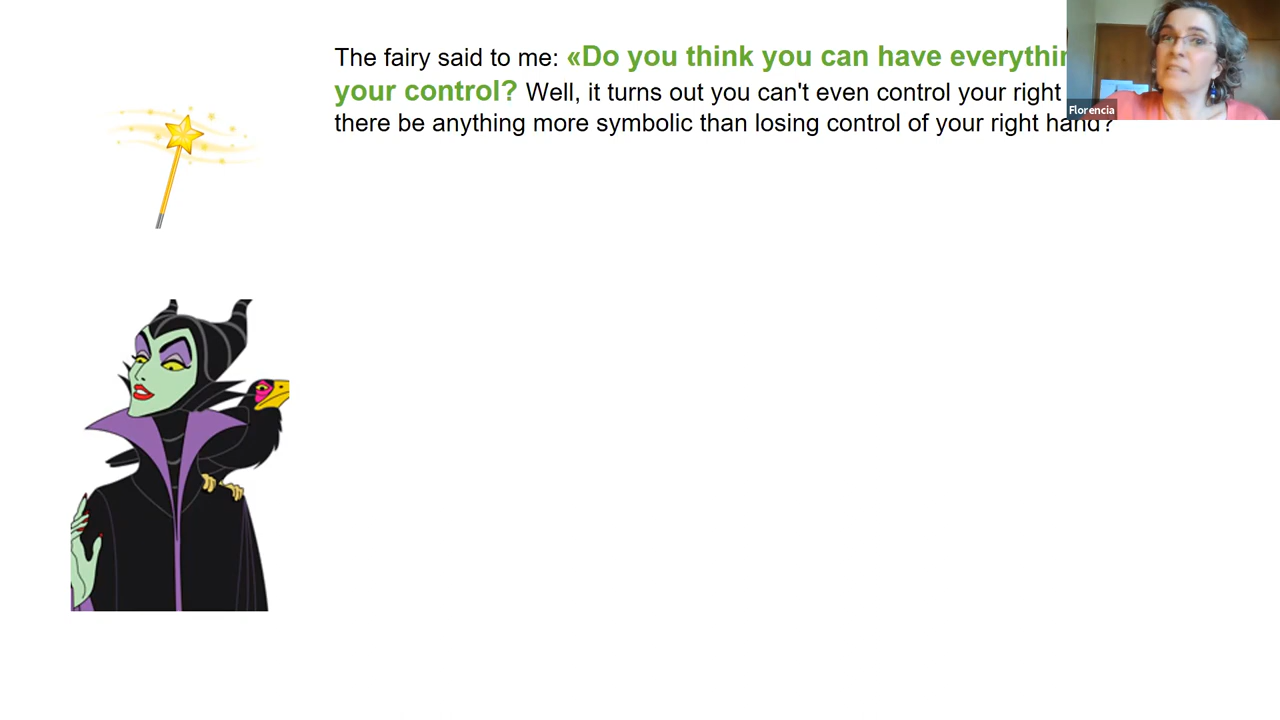 The fairy said to me: «Do you think you can have everythin
your control? Well, it turns out you can't even control your right
there be anything more symbolic than losing control of your right hand?
Florencia